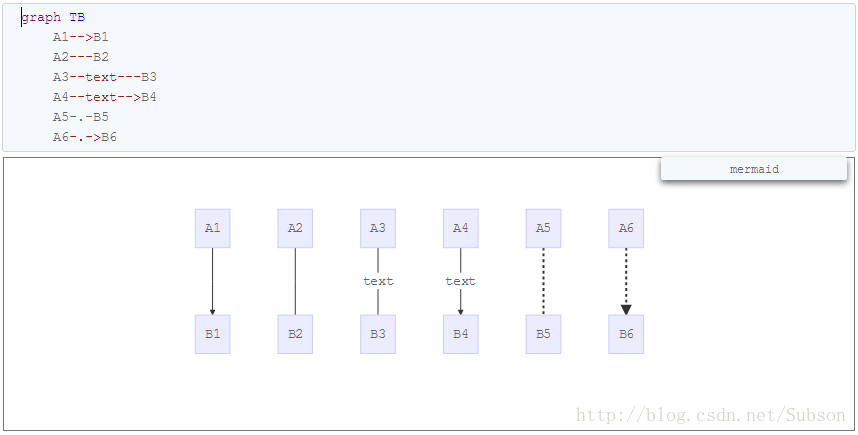 graph TB
A1-->B1
A2---B2
A3--text---B3
A4--text-->B4
A5-.-B5
A6-.->B6
mermaid
A1 A2 A3 A4 A5 A6
text text
B1 B2 B3 B4 B5 B6
http://blog.csdn.net/Subson